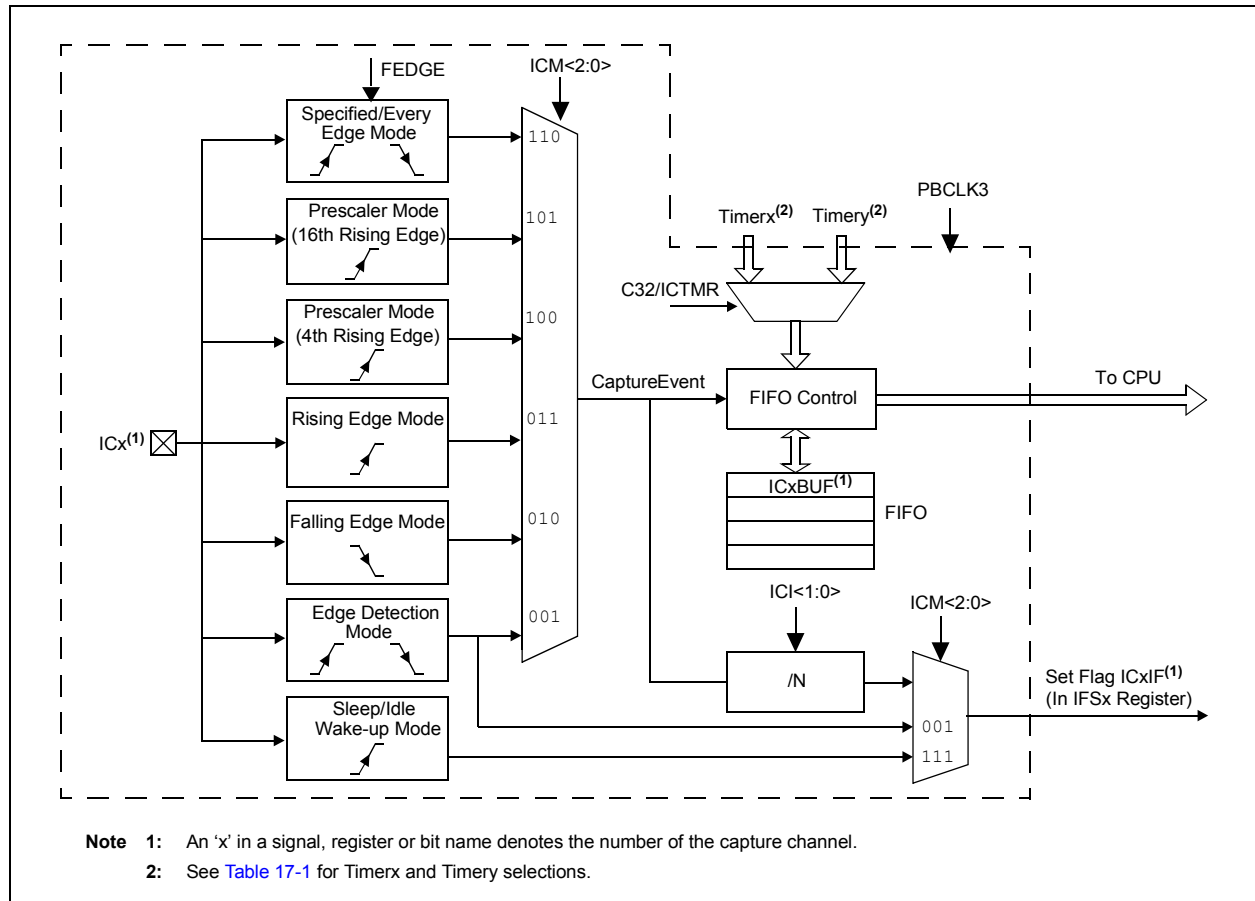 FEDGE
ICM<2:0>
Specified/Every
Edge Mode
110
PBCLK3
Prescaler Mode
(16th Rising Edge)
101
Timerx(2)
Timery(2)
C32/ICTMR
Prescaler Mode
(4th Rising Edge)
100
CaptureEvent
FIFO Control
To CPU
ICx(1)
Rising Edge Mode
011
ICxBUF(1)
FIFO
Falling Edge Mode
010
ICI<1:0>
ICM<2:0>
Edge Detection
Mode
001
/N
Set Flag ICxIF(1)
(In IFSx Register)
Sleep/Idle
Wake-up Mode
001
111
Note 1: An ‘x’ in a signal, register or bit name denotes the number of the capture channel.
2: See Table 17-1 for Timerx and Timery selections.